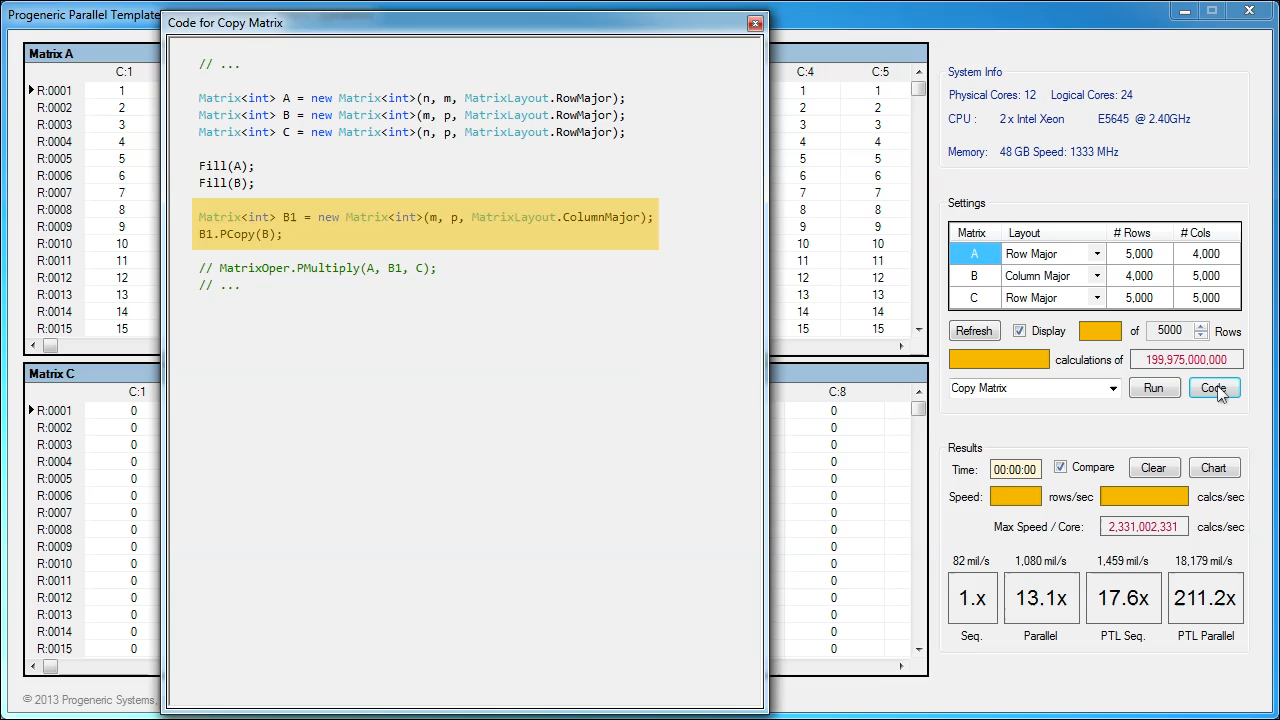 Progeneric Parallel Template
Code for Copy Matrix
// ...
Matrix<int> A = new Matrix<int>(n, m, MatrixLayout.RowMajor);
Matrix<int> B = new Matrix<int>(m, p, MatrixLayout.RowMajor);
Matrix<int> C = new Matrix<int>(n, p, MatrixLayout.RowMajor);
Fill(A);
Fill(B);
Matrix<int> B1 = new Matrix<int>(m, p, MatrixLayout.ColumnMajor);
B1.PCopy(B);
// MatrixOper.PMultiply(A, B1, C);
// ...
Matrix A
C:1 C:4 C:5
R:0001 1 1 1
R:0002 2 2 2
R:0003 3 3 3
R:0004 4 4 4
R:0005 5 5 5
R:0006 6 6 6
R:0007 7 7 7
R:0008 8 8 8
R:0009 9 9 9
R:0010 10 10 10
R:0011 11 11 11
R:0012 12 12 12
R:0013 13 13 13
R:0014 14 14 14
R:0015 15 15 15
Matrix C
C:1 C:8
R:0001 0 0
R:0002 0 0
R:0003 0 0
R:0004 0 0
R:0005 0 0
R:0006 0 0
R:0007 0 0
R:0008 0 0
R:0009 0 0
R:0010 0 0
R:0011 0 0
R:0012 0 0
R:0013 0 0
R:0014 0 0
R:0015 0 0
© 2013 Progeneric Systems,
System Info
Physical Cores: 12 Logical Cores: 24
CPU : 2 x Intel Xeon E5645 @ 2.40GHz
Memory: 48 GB Speed: 1333 MHz
Settings
Matrix Layout # Rows # Cols
A Row Major 5,000 4,000
B Column Major 4,000 5,000
C Row Major 5,000 5,000
Refresh Display of 5000 Rows
calculations of 199,975,000,000
Copy Matrix Run Code
Results
Time: 00:00:00 Compare Clear Chart
Speed: rows/sec calcs/sec
Max Speed / Core: 2,331,002,331 calcs/sec
82 mil/s 1,080 mil/s 1,459 mil/s 18,179 mil/s
1.x 13.1x 17.6x 211.2x
Seq. Parallel PTL Seq. PTL Parallel